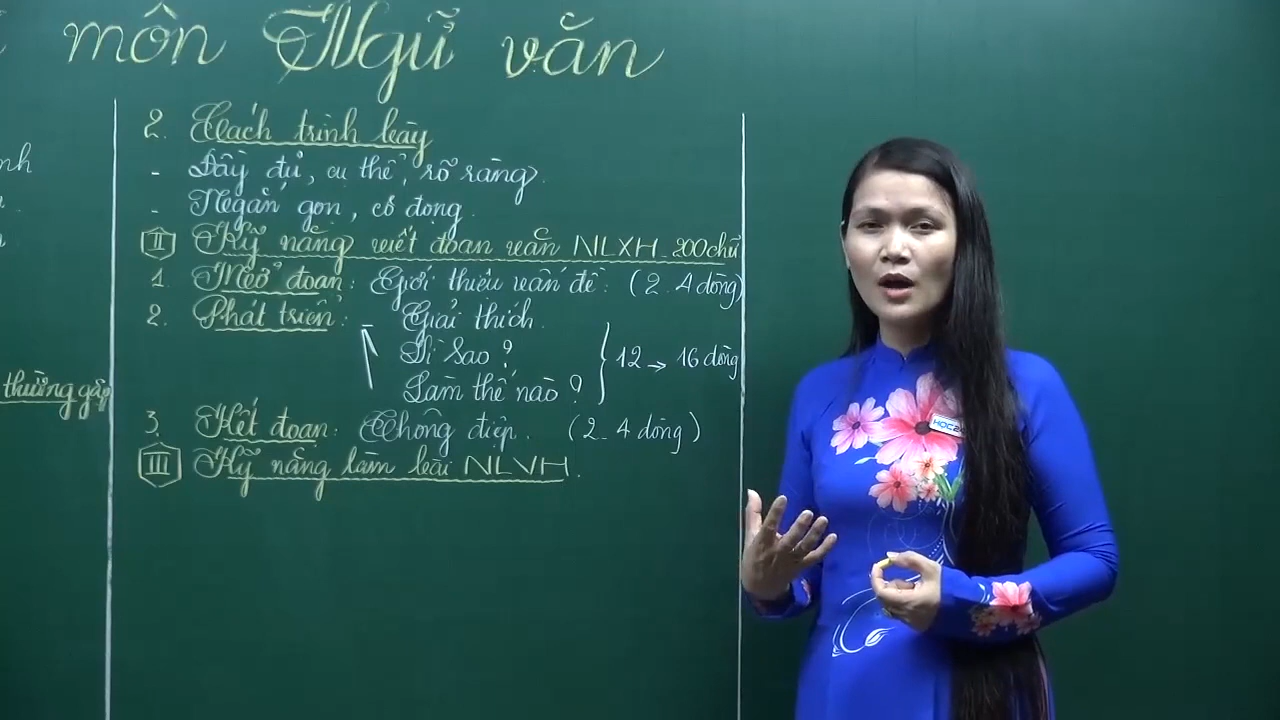 môn Ngữ văn
nh
thường gặp
2. Cách trình bày
- Đầy đủ, cụ thể, rõ ràng.
- Ngắn gọn, cô đọng.
II Kỹ năng viết đoạn văn NLXH - 200 chữ
1. Mở đoạn: Giới thiệu vấn đề: (2 - 4 dòng)
2. Phát triển: - Giải thích.
Vì sao?
Làm thế nào?
12 → 16 dòng
3. Kết đoạn: Thông điệp. (2 - 4 dòng)
III Kỹ năng làm bài NLVH.
HỌC24